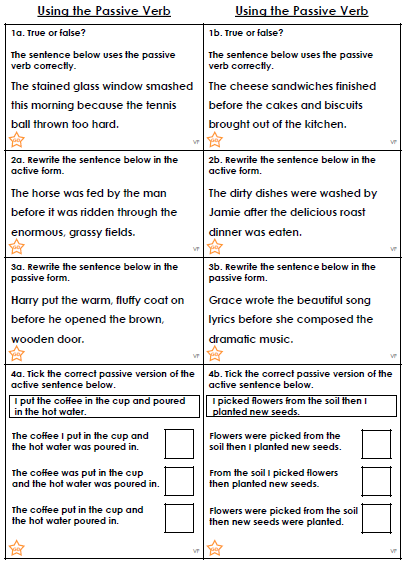 Using the Passive Verb
Using the Passive Verb
1a. True or false?
The sentence below uses the passive
verb correctly.
The stained glass window smashed
this morning because the tennis
ball thrown too hard.
VF
1b. True or false?
The sentence below uses the passive
verb correctly.
The cheese sandwiches finished
before the cakes and biscuits
brought out of the kitchen.
VF
2a. Rewrite the sentence below in the
active form.
The horse was fed by the man
before it was ridden through the
enormous, grassy fields.
VF
2b. Rewrite the sentence below in the
active form.
The dirty dishes were washed by
Jamie after the delicious roast
dinner was eaten.
VF
3a. Rewrite the sentence below in the
passive form.
Harry put the warm, fluffy coat on
before he opened the brown,
wooden door.
VF
3b. Rewrite the sentence below in the
passive form.
Grace wrote the beautiful song
lyrics before she composed the
dramatic music.
VF
4a. Tick the correct passive version of the
active sentence below.
I put the coffee in the cup and poured
in the hot water.
The coffee I put in the cup and
the hot water was poured in.
The coffee was put in the cup
and the hot water was poured in.
The coffee put in the cup and
the hot water poured in.
VF
4b. Tick the correct passive version of the
active sentence below.
I picked flowers from the soil then I
planted new seeds.
Flowers were picked from the
soil then I planted new seeds.
From the soil I picked flowers
then planted new seeds.
Flowers were picked from the soil
then new seeds were planted.
VF